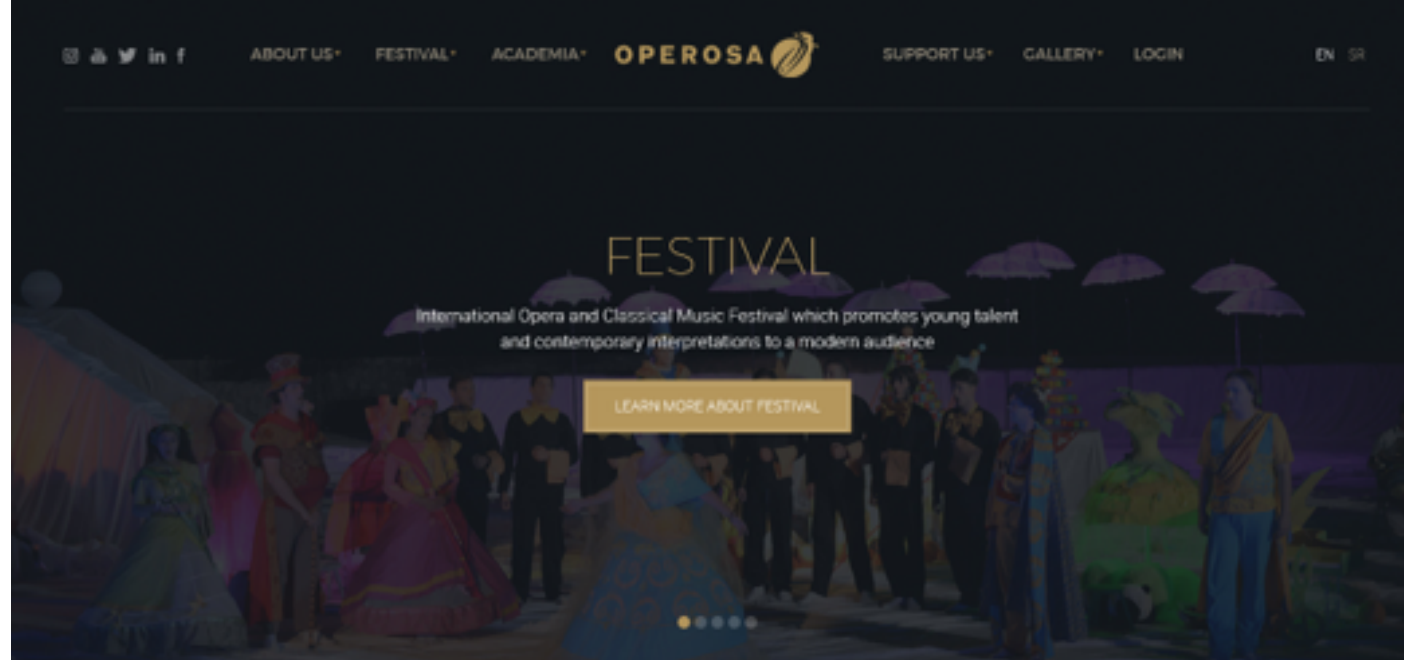 ABOUT US FESTIVAL ACADEMIA OPEROSA SUPPORT US GALLERY LOGIN EN SR
FESTIVAL
International Opera and Classical Music Festival which promotes young talent
and contemporary interpretations to a modern audience
LEARN MORE ABOUT FESTIVAL